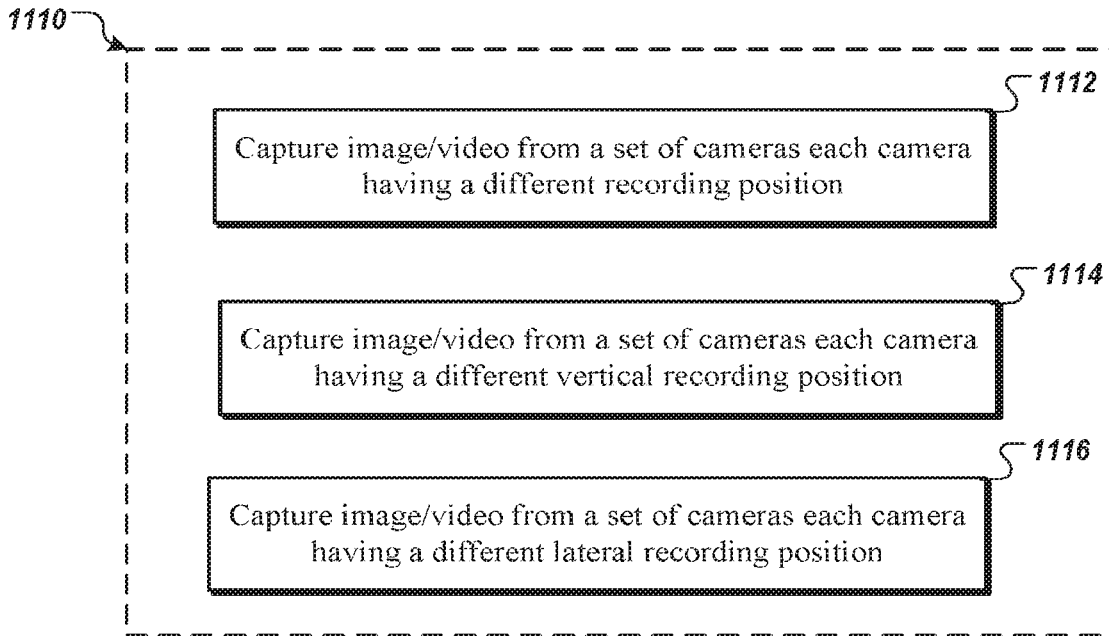 1110
1112
Capture image/video from a set of cameras each camera
having a different recording position
1114
Capture image/video from a set of cameras each camera
having a different vertical recording position
1116
Capture image/video from a set of cameras each camera
having a different lateral recording position